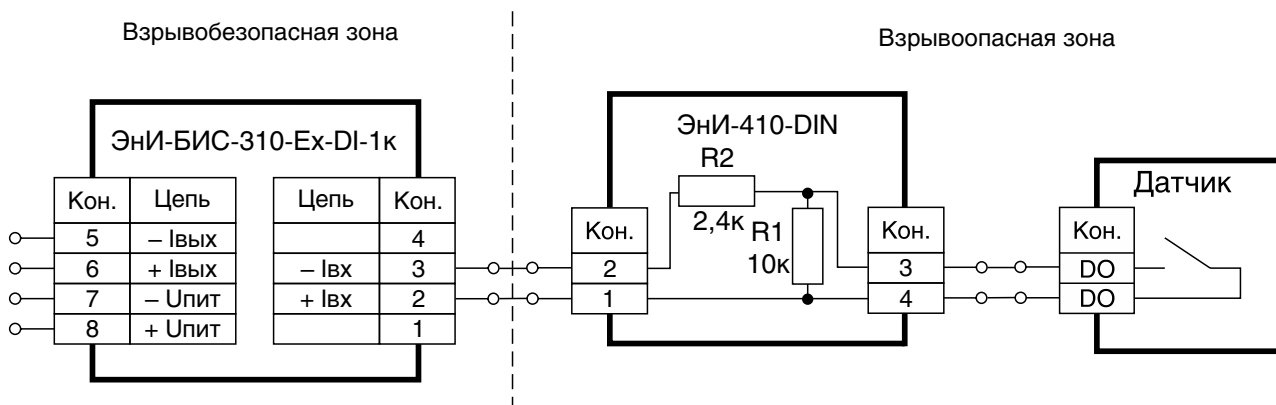 Взрывобезопасная зона
Взрывоопасная зона
ЭнИ-БИС-310-Ex-DI-1к
Кон. Цепь
5 – Iвых
6 + Iвых
7 – Uпит
8 + Uпит
Цепь Кон.
4
– Iвх 3
+ Iвх 2
1
ЭнИ-410-DIN
R2
2,4к
R1
10к
Кон.
2
1
Кон.
3
4
Датчик
Кон.
DO
DO